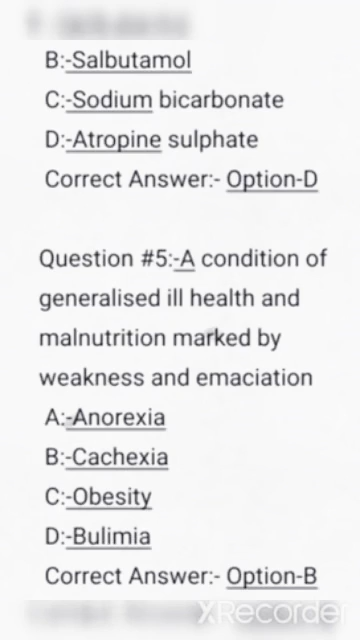 B:-Salbutamol
C:-Sodium bicarbonate
D:-Atropine sulphate
Correct Answer:- Option-D
Question #5:-A condition of
generalised ill health and
malnutrition marked by
weakness and emaciation
A:-Anorexia
B:-Cachexia
C:-Obesity
D:-Bulimia
Correct Answer:- Option-B
XRecorder